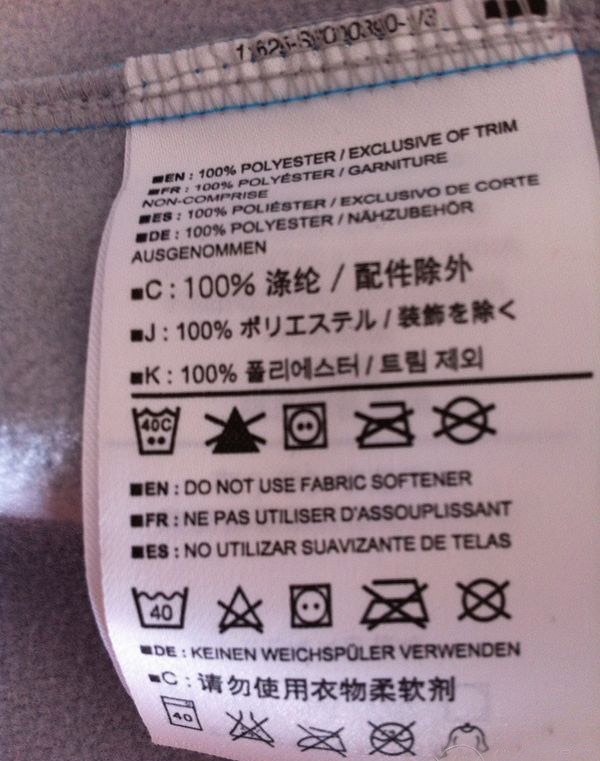 ■EN : 100% POLYESTER / EXCLUSIVE OF TRIM
■FR : 100% POLYÉSTER / GARNITURE
NON-COMPRISE
■ES : 100% POLIÉSTER / EXCLUSIVO DE CORTE
■DE : 100% POLYESTER / NÄHZUBEHÖR
AUSGENOMMEN
■C : 100% 涤纶 / 配件除外
■J : 100% ポリエステル / 装飾を除く
■K : 100% 폴리에스터 / 트림 제외
40C
■EN : DO NOT USE FABRIC SOFTENER
■FR : NE PAS UTILISER D'ASSOUPLISSANT
■ES : NO UTILIZAR SUAVIZANTE DE TELAS
40
■DE : KEINEN WEICHSPÜLER VERWENDEN
■C : 请勿使用衣物柔软剂
40